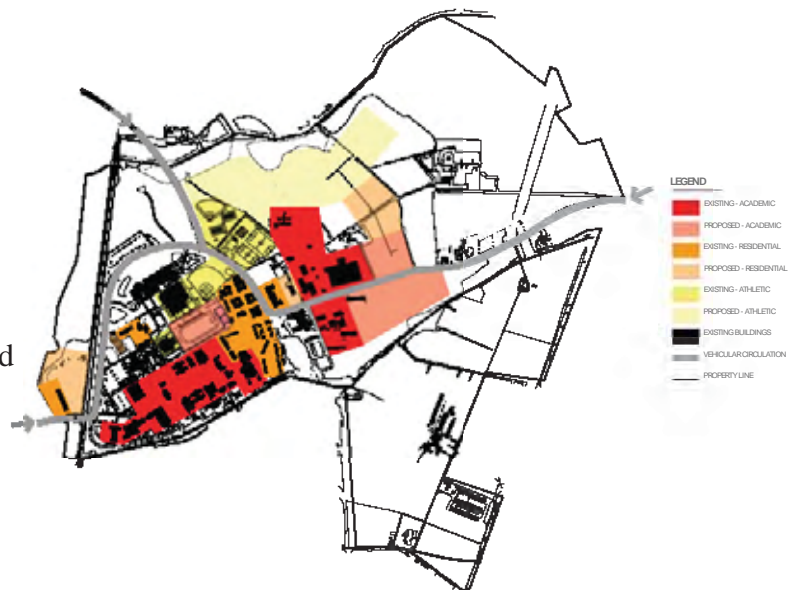 d
LEGEND
EXISTING - ACADEMIC
PROPOSED - ACADEMIC
EXISTING - RESIDENTIAL
PROPOSED - RESIDENTIAL
EXISTING - ATHLETIC
PROPOSED - ATHLETIC
EXISTING BUILDINGS
VEHICULAR CIRCULATION
PROPERTY LINE